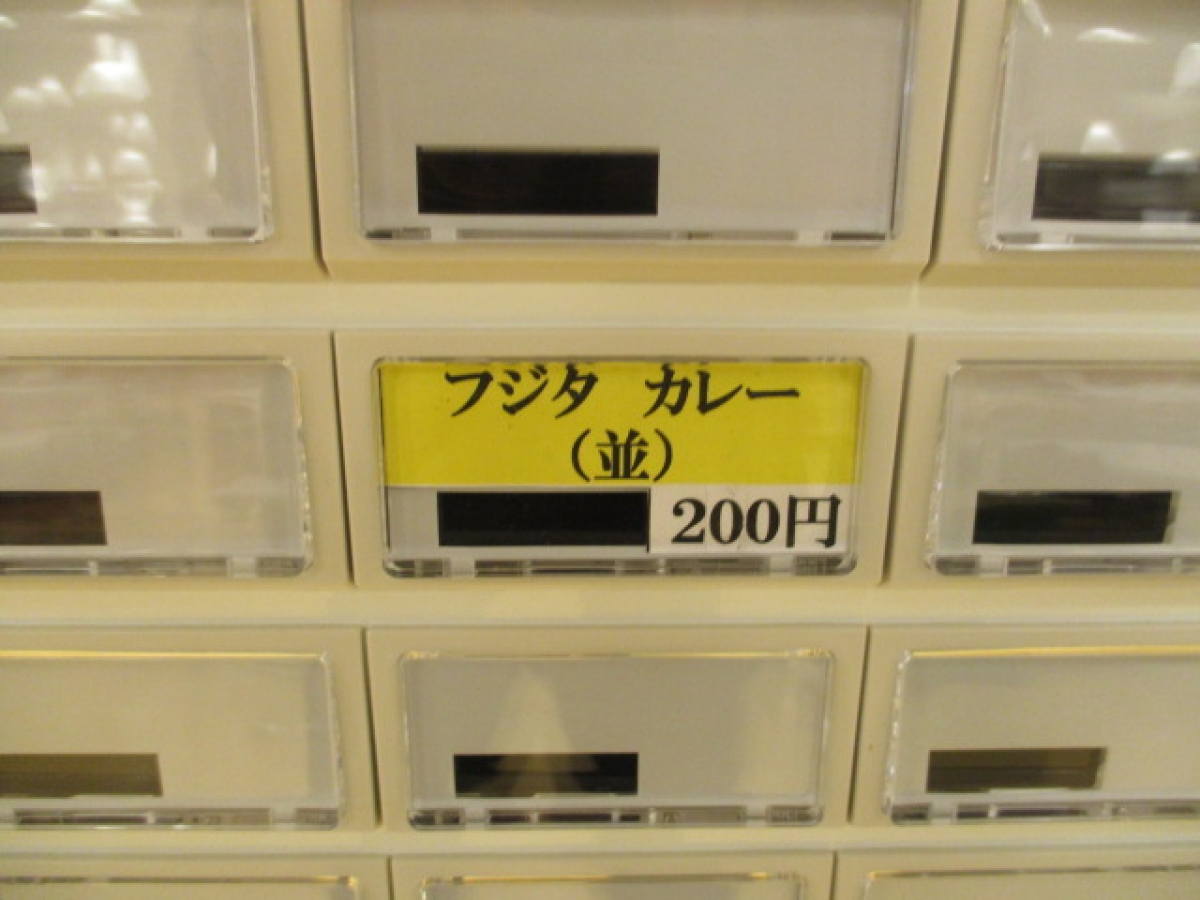 フジタ　カレー
（並）
200円